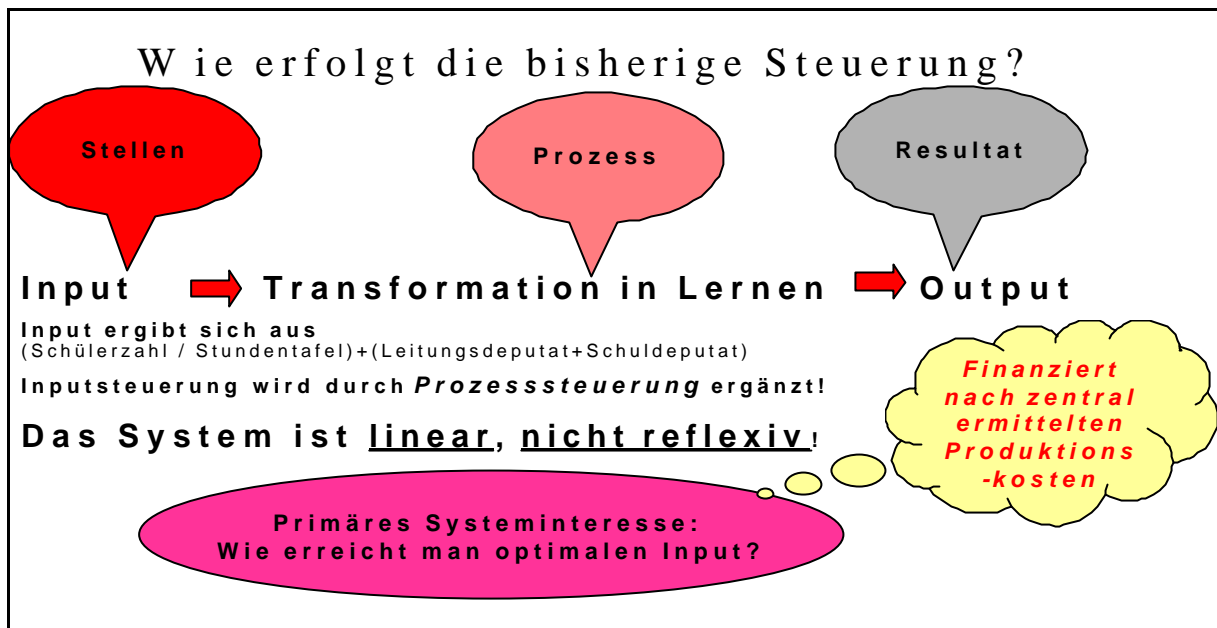 Wie erfolgt die bisherige Steuerung?
Stellen
Prozess
Resultat
Input
Transformation in Lernen
Output
Input ergibt sich aus
(Schülerzahl / Stundentafel)+(Leitungsdeputat+Schuldeputat)
Inputsteuerung wird durch Prozesssteuerung ergänzt!
Das System ist linear, nicht reflexiv!
Finanziert
nach zentral
ermittelten
Produktions
-kosten
Primäres Systeminteresse:
Wie erreicht man optimalen Input?